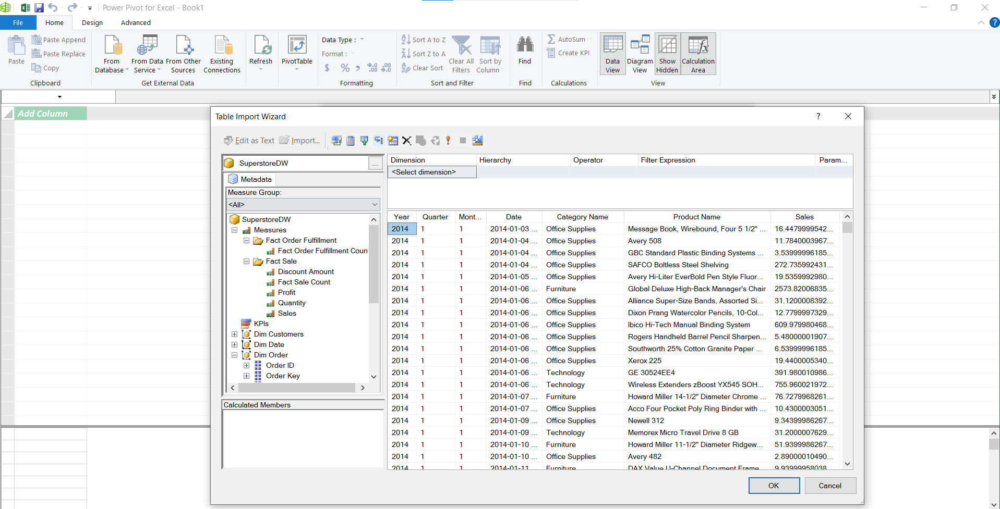 Power Pivot for Excel - Book1
File Home Design Advanced
Paste
Paste Append
Paste Replace
Copy
Clipboard
From Database
From Data Service
From Other Sources
Existing Connections
Get External Data
Refresh
PivotTable
Data Type :
Format :
$ % ,
Formatting
Sort A to Z
Sort Z to A
Clear Sort
Clear All Filters
Sort by Column
Sort and Filter
Find
Find
AutoSum
Create KPI
Calculations
Data View
Diagram View
Show Hidden
Calculation Area
View
Add Column
Table Import Wizard
Edit as Text Import...
SuperstoreDW ...
Metadata
Measure Group:
<All>
SuperstoreDW
Measures
Fact Order Fulfillment
Fact Order Fulfillment Coun
Fact Sale
Discount Amount
Fact Sale Count
Profit
Quantity
Sales
KPIs
Dim Customers
Dim Date
Dim Order
Order ID
Order Key
Calculated Members
Dimension Hierarchy Operator Filter Expression Param...
<Select dimension>
Year Quarter Mont... Date Category Name Product Name Sales
2014 1 1 2014-01-03 ... Office Supplies Message Book, Wirebound, Four 5 1/2" ... 16.4479999542...
2014 1 1 2014-01-04 ... Office Supplies Avery 508 11.7840003967...
2014 1 1 2014-01-04 ... Office Supplies GBC Standard Plastic Binding Systems ... 3.53999996185...
2014 1 1 2014-01-04 ... Office Supplies SAFCO Boltless Steel Shelving 272.735992431...
2014 1 1 2014-01-05 ... Office Supplies Avery Hi-Liter EverBold Pen Style Fluor... 19.5359992980...
2014 1 1 2014-01-06 ... Furniture Global Deluxe High-Back Manager's Chair 2573.82006835...
2014 1 1 2014-01-06 ... Office Supplies Alliance Super-Size Bands, Assorted Si... 31.1200008392...
2014 1 1 2014-01-06 ... Office Supplies Dixon Prang Watercolor Pencils, 10-Col... 12.7799997329...
2014 1 1 2014-01-06 ... Office Supplies Ibico Hi-Tech Manual Binding System 609.979980468...
2014 1 1 2014-01-06 ... Office Supplies Rogers Handheld Barrel Pencil Sharpen... 5.48000001907...
2014 1 1 2014-01-06 ... Office Supplies Southworth 25% Cotton Granite Paper ... 6.53999996185...
2014 1 1 2014-01-06 ... Office Supplies Xerox 225 19.4400005340...
2014 1 1 2014-01-06 ... Technology GE 30524EE4 391.980010986...
2014 1 1 2014-01-06 ... Technology Wireless Extenders zBoost YX545 SOH... 755.960021972...
2014 1 1 2014-01-07 ... Furniture Howard Miller 14-1/2" Diameter Chrome ... 76.7279968261...
2014 1 1 2014-01-07 ... Office Supplies Acco Four Pocket Poly Ring Binder with ... 10.4300003051...
2014 1 1 2014-01-09 ... Office Supplies Newell 312 9.34399986267...
2014 1 1 2014-01-09 ... Technology Memorex Micro Travel Drive 8 GB 31.2000007629...
2014 1 1 2014-01-10 ... Furniture Howard Miller 11-1/2" Diameter Ridgew... 51.9399986267...
2014 1 1 2014-01-10 ... Office Supplies Avery 482 2.89000010490...
2014 1 1 2014-01-11 Furniture DAX Value U-Channel Document Frame 9.93999958038
OK Cancel